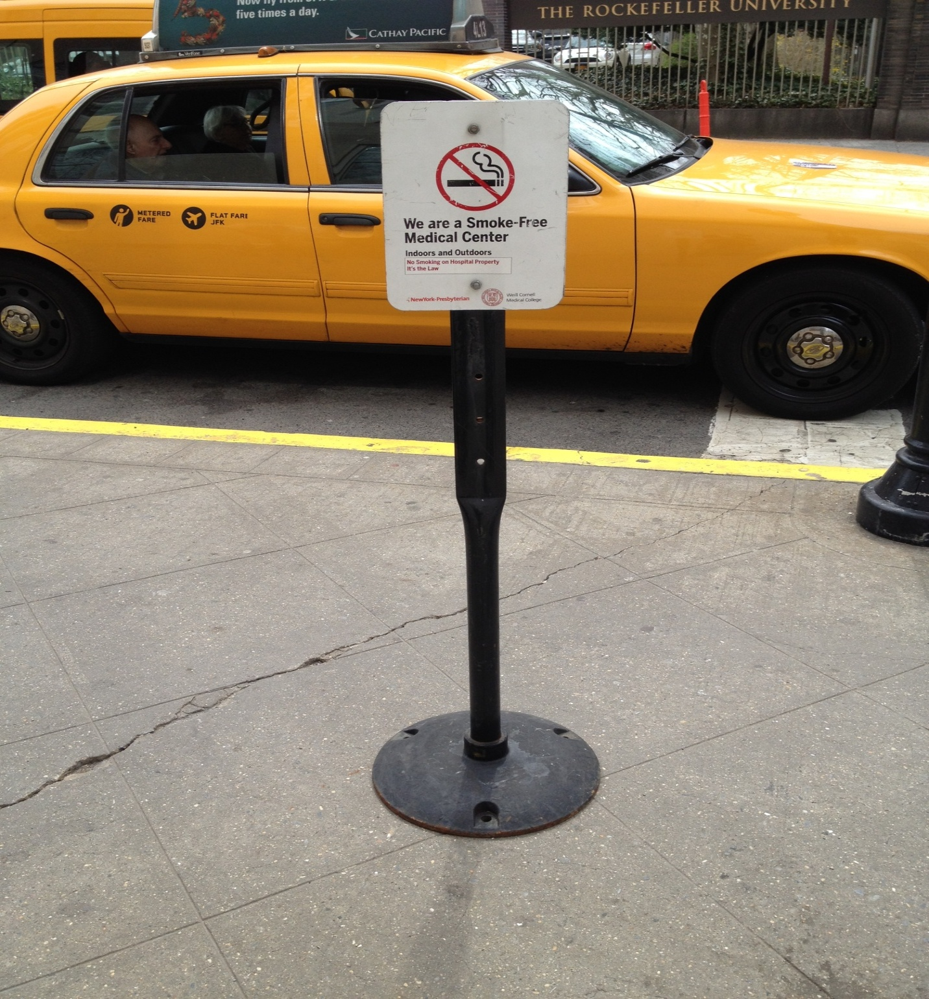 five times a day.
CATHAY PACIFIC
4L13
VeriFone
THE ROCKEFELLER UNIVERSITY
METERED
FARE
FLAT FARE
JFK
We are a Smoke-Free
Medical Center
Indoors and Outdoors
No Smoking on Hospital Property
It's the Law
NewYork-Presbyterian
Weill Cornell
Medical College